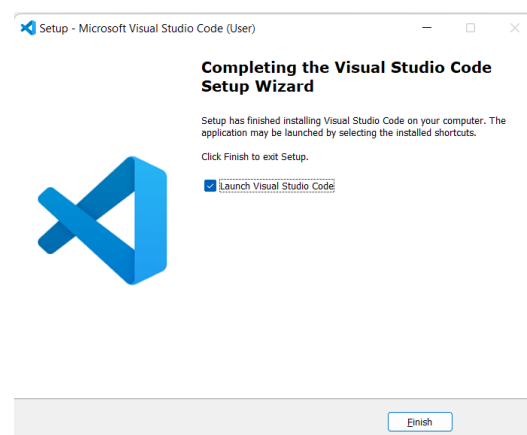 Setup - Microsoft Visual Studio Code (User)
Completing the Visual Studio Code
Setup Wizard
Setup has finished installing Visual Studio Code on your computer. The
application may be launched by selecting the installed shortcuts.
Click Finish to exit Setup.
Launch Visual Studio Code
Finish